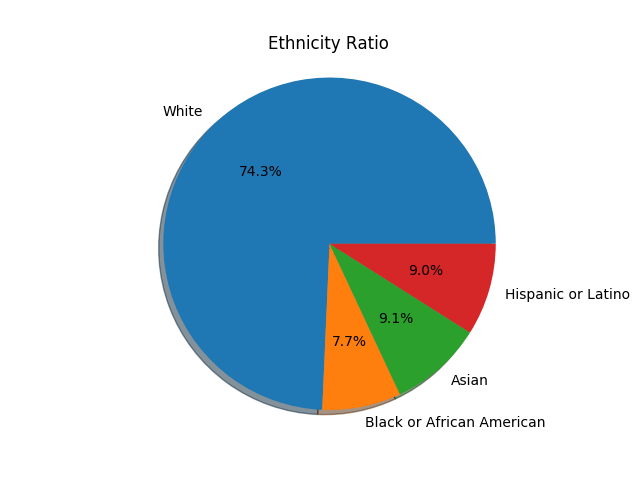 Ethnicity Ratio
White
74.3%
9.0%
Hispanic or Latino
9.1%
7.7%
Asian
Black or African American